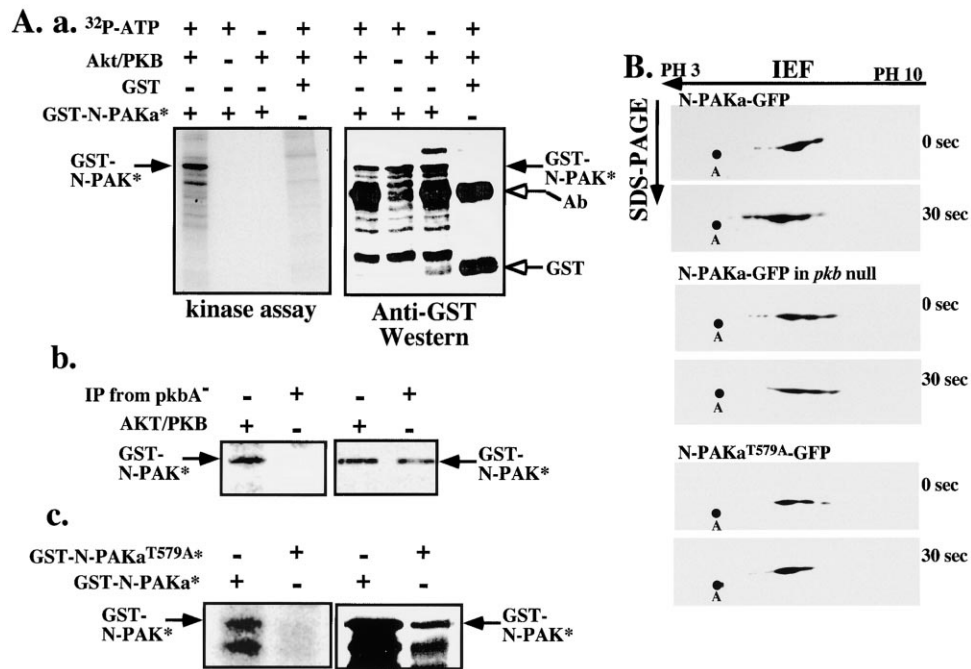 A. a.
32P-ATP + + - + + + - +
Akt/PKB + - + + + - + +
GST - - - + - - - +
GST-N-PAKa* + + + - + + + -
GST-
N-PAK*
GST-
N-PAK*
Ab
GST
kinase assay
Anti-GST
Western
b.
IP from pkbA- - + - +
AKT/PKB + - + -
GST-
N-PAK*
GST-
N-PAK*
c.
GST-N-PAKaT579A* - + - +
GST-N-PAKa* + - + -
GST-
N-PAK*
GST-
N-PAK*
B.
PH 3 IEF PH 10
SDS-PAGE
N-PAKa-GFP
0 sec
A
30 sec
A
N-PAKa-GFP in pkb null
0 sec
A
30 sec
A
N-PAKaT579A-GFP
0 sec
A
30 sec
A